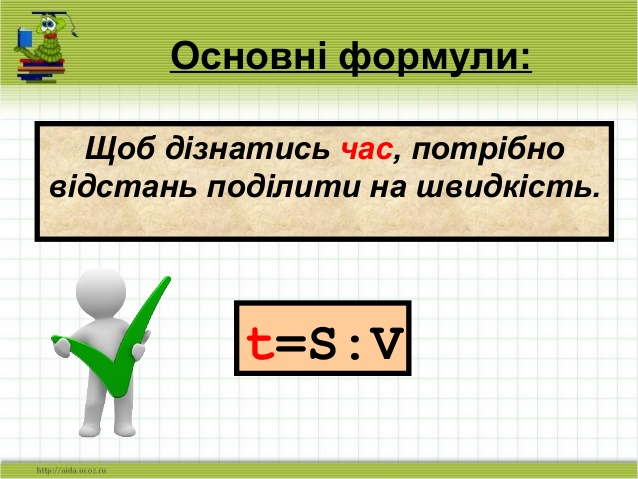 Основні формули:
Щоб дізнатись час, потрібно
відстань поділити на швидкість.
t=S:V
http://aida.ucoz.ru